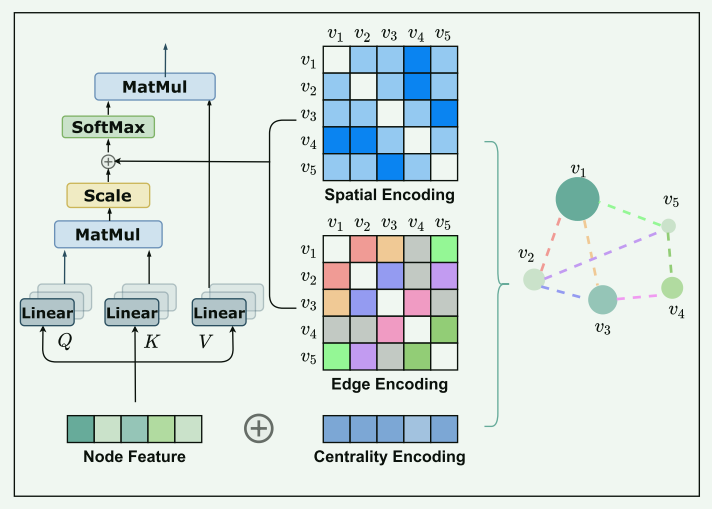 MatMul
SoftMax
Scale
MatMul
Linear Linear Linear
Q K V
Node Feature
v₁ v₂ v₃ v₄ v₅
v₁
v₂
v₃
v₄
v₅
Spatial Encoding
v₁ v₂ v₃ v₄ v₅
v₁
v₂
v₃
v₄
v₅
Edge Encoding
Centrality Encoding
v₁
v₅
v₂
v₄
v₃